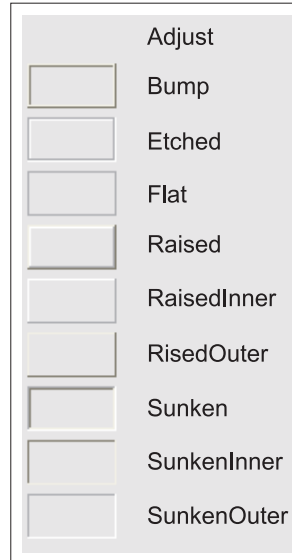 Adjust
Bump
Etched
Flat
Raised
RaisedInner
RisedOuter
Sunken
SunkenInner
SunkenOuter